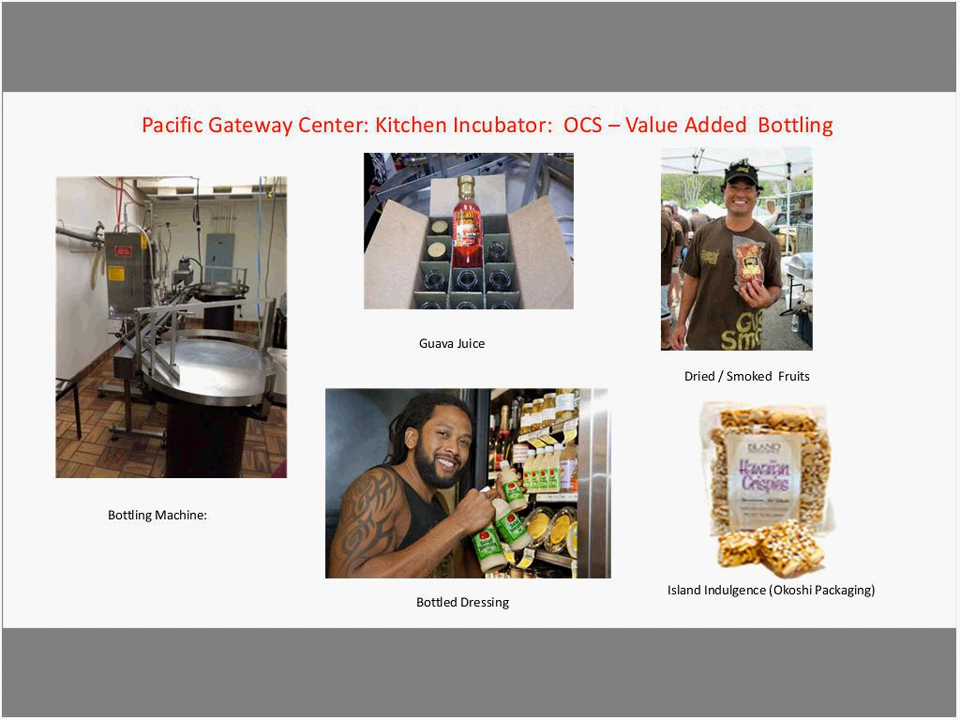 Pacific Gateway Center: Kitchen Incubator:  OCS – Value Added  Bottling
Guava Juice
Dried / Smoked  Fruits
Bottling Machine:
ISLAND
Hawaiian
Crispies
Bottled Dressing
Island Indulgence (Okoshi Packaging)